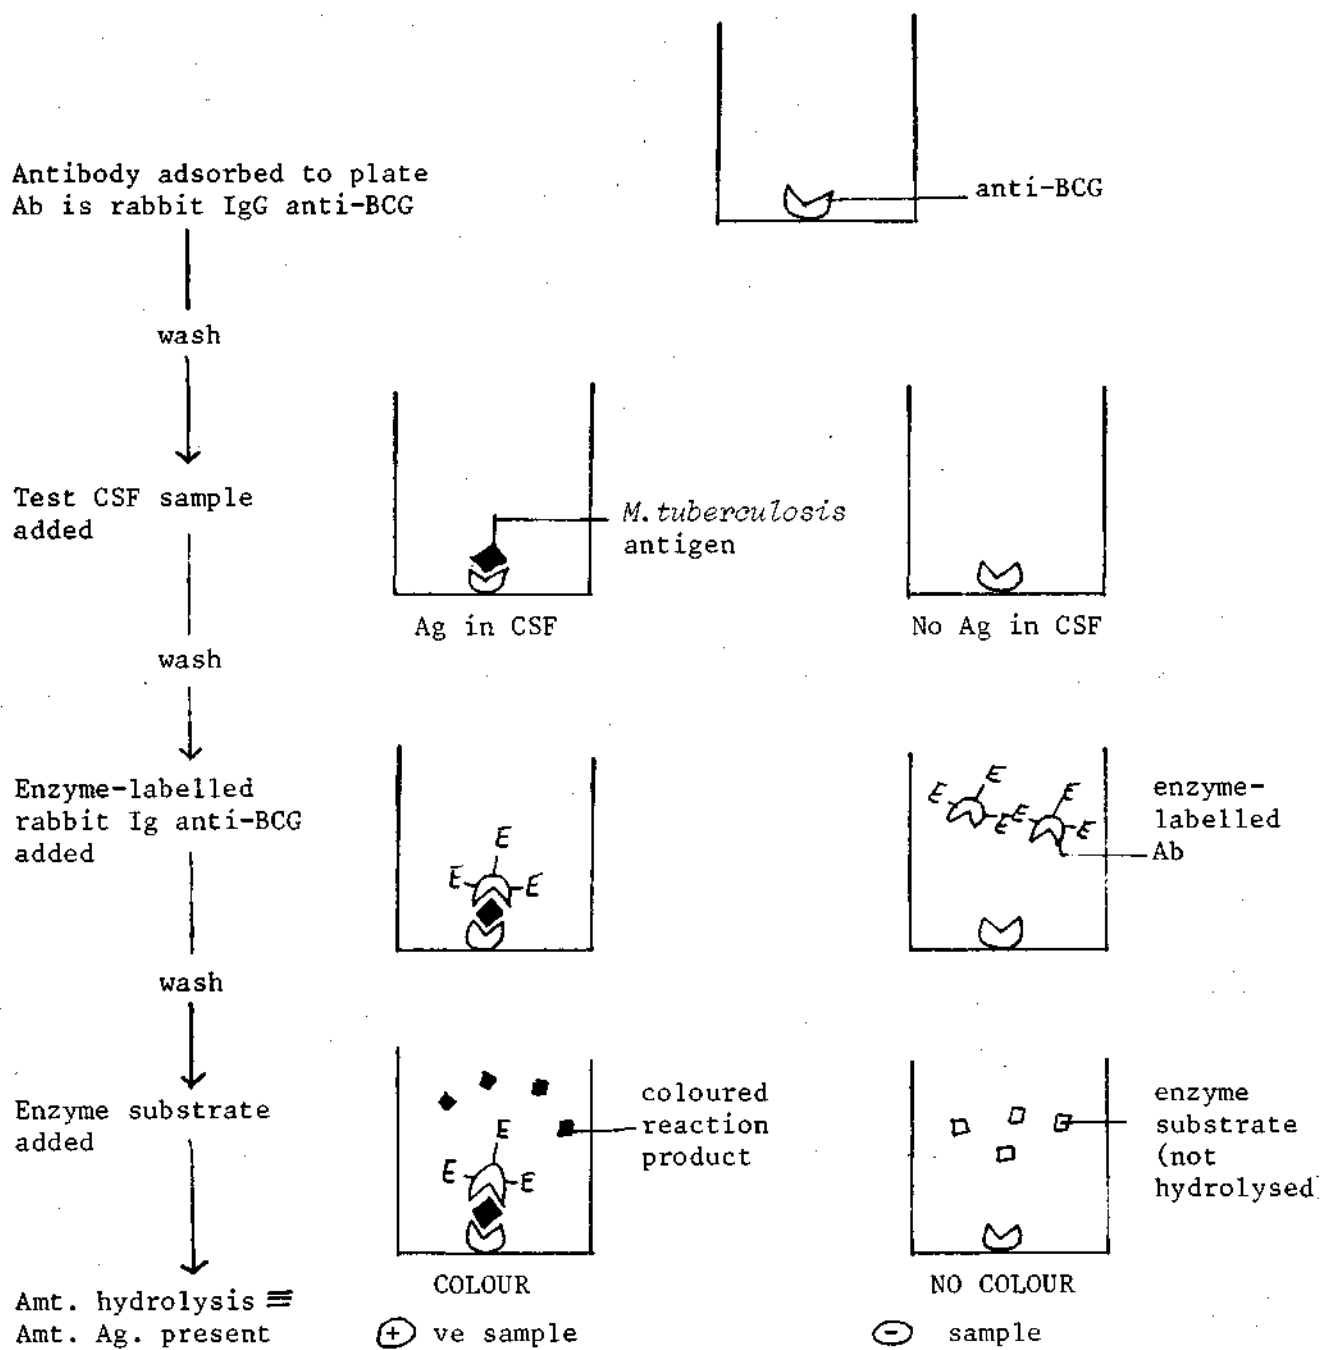 Antibody adsorbed to plate
Ab is rabbit IgG anti-BCG
anti-BCG
wash
Test CSF sample
added
M.tuberculosis
antigen
Ag in CSF
No Ag in CSF
wash
Enzyme-labelled
rabbit Ig anti-BCG
added
E
E
E
E
E
E
E
E
E
enzyme-
labelled
Ab
wash
Enzyme substrate
added
E
E
E
coloured
reaction
product
enzyme
substrate
(not
hydrolysed)
COLOUR
NO COLOUR
Amt. hydrolysis ≡
Amt. Ag. present
+ ve sample
- sample